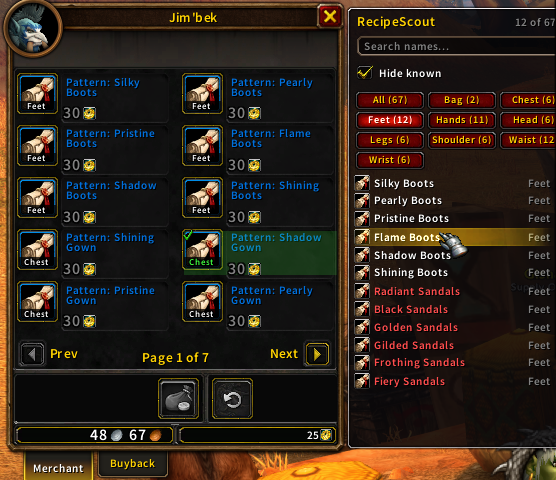 Jim'bek
Pattern: Silky
Boots
Feet
30
Pattern: Pearly
Boots
Feet
30
Pattern: Pristine
Boots
Feet
30
Pattern: Flame
Boots
Feet
30
Pattern: Shadow
Boots
Feet
30
Pattern: Shining
Boots
Feet
30
Pattern: Shining
Gown
Chest
30
Pattern: Shadow
Gown
Chest
30
Pattern: Pristine
Gown
Chest
30
Pattern: Pearly
Gown
Chest
30
Prev
Page 1 of 7
Next
48 67
25
Merchant
Buyback
RecipeScout
12 of 67
Search names...
Hide known
All (67) Bag (2) Chest (6)
Feet (12) Hands (11) Head (6)
Legs (6) Shoulder (6) Waist (12
Wrist (6)
Silky Boots Feet
Pearly Boots Feet
Pristine Boots Feet
Flame Boots Feet
Shadow Boots Feet
Shining Boots Feet
Radiant Sandals Feet
Black Sandals Feet
Golden Sandals Feet
Gilded Sandals Feet
Frothing Sandals Feet
Fiery Sandals Feet